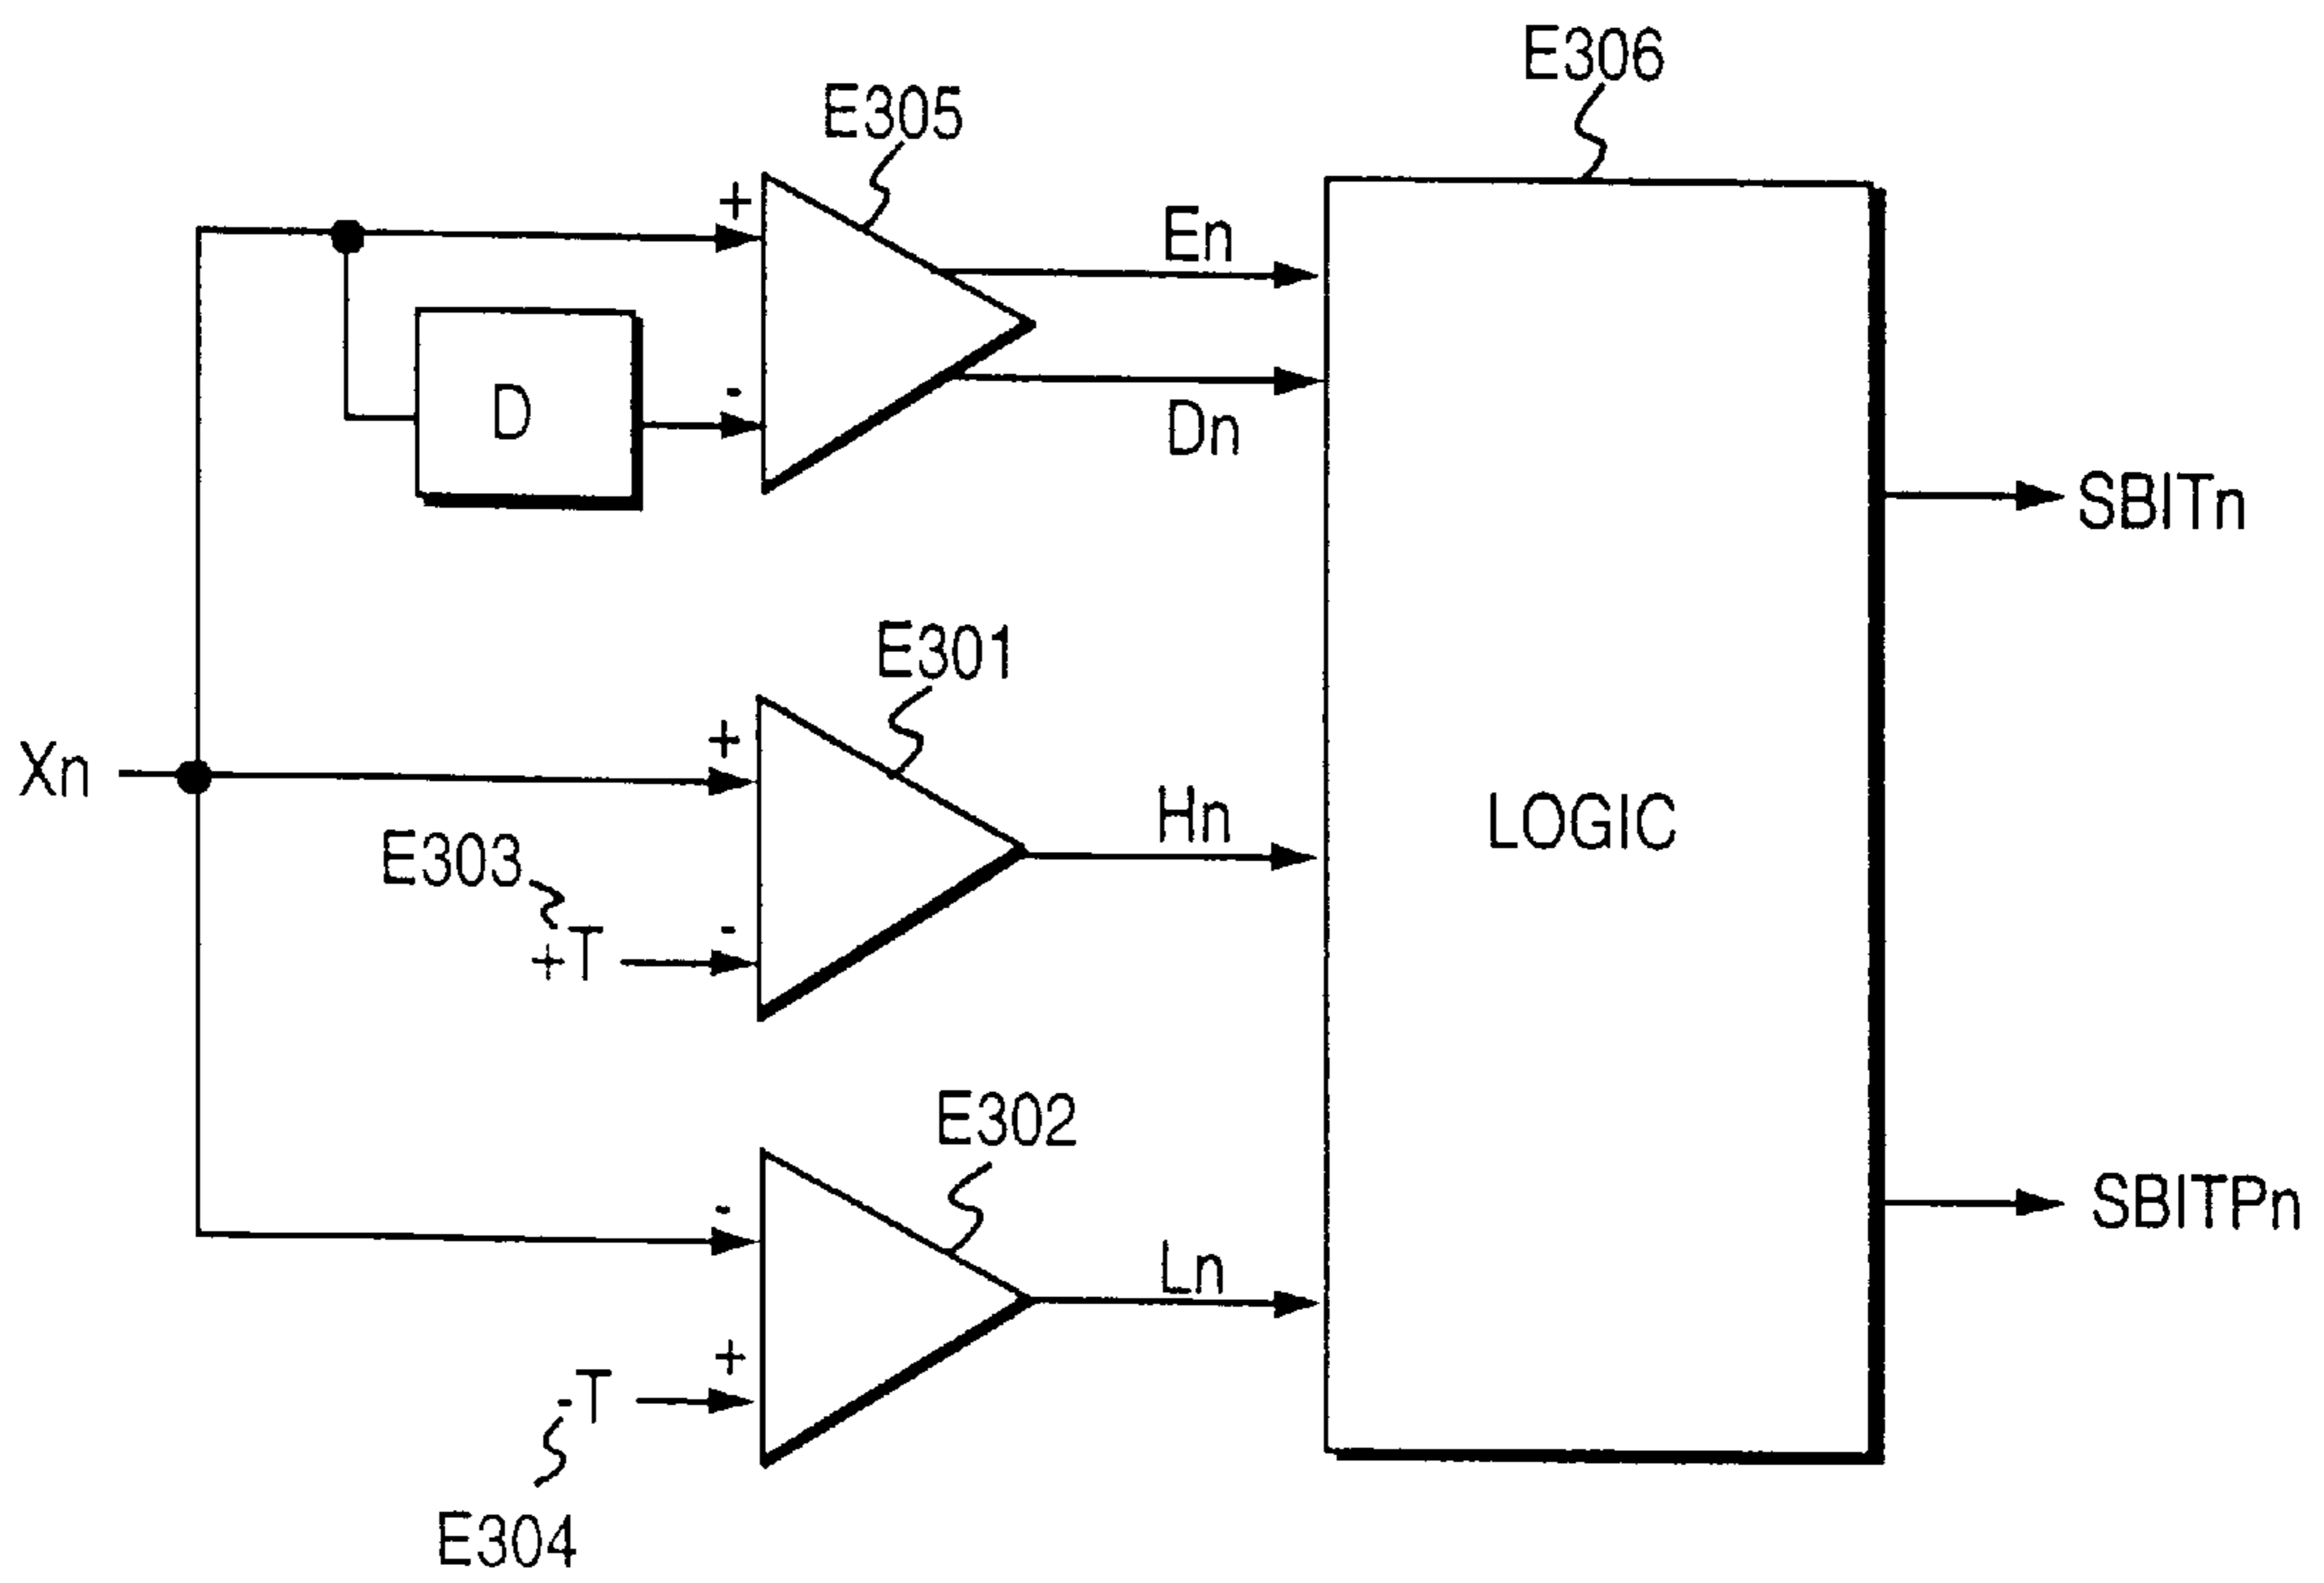 E306
E305
+
En
D
-
Dn
SBITn
E301
+
Xn
Hn
LOGIC
E303
-
+T
E302
-
SBITPn
Ln
+
-T
E304